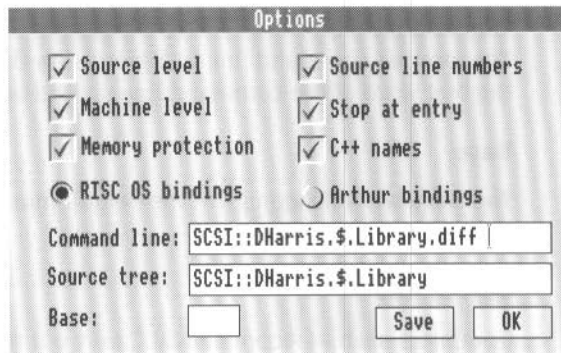 Options
Source level Source line numbers
Machine level Stop at entry
Memory protection C++ names
RISC OS bindings Arthur bindings
Command line: SCSI::DHarris.$.Library.diff
Source tree: SCSI::DHarris.$.Library
Base: Save OK